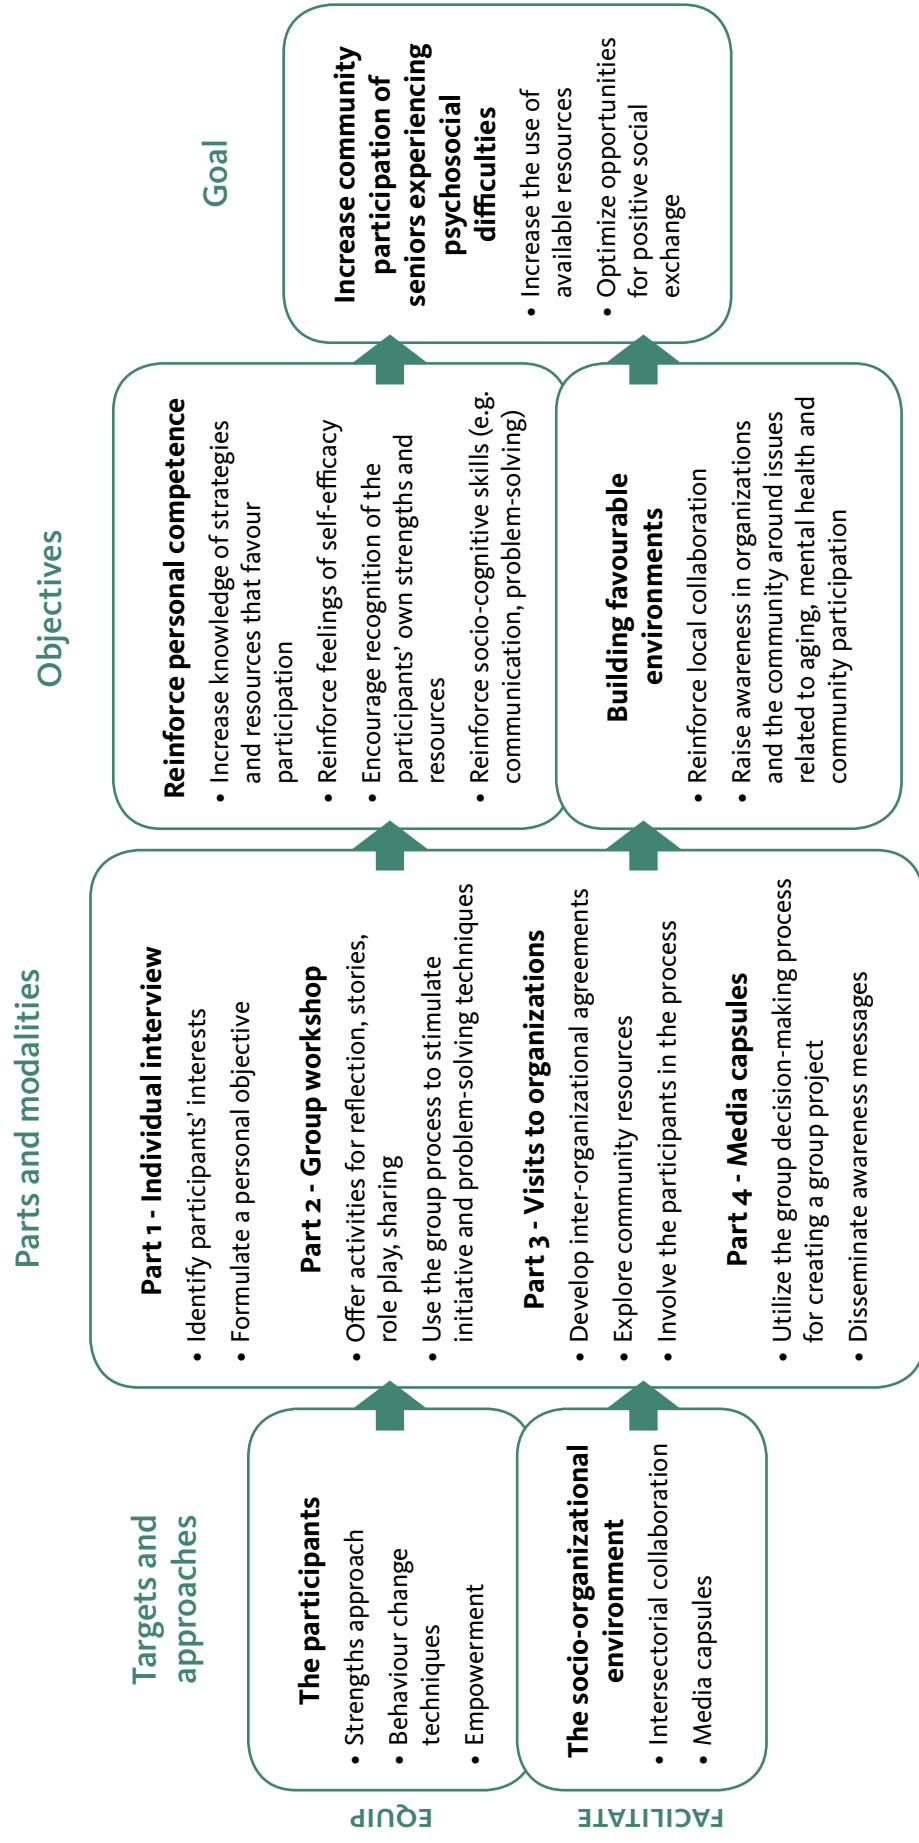 Targets and
approaches
EQUIP
The participants
• Strengths approach
• Behaviour change
techniques
• Empowerment
FACILITATE
The socio-organizational
environment
• Intersectorial collaboration
• Media capsules
Parts and modalities
Part 1 - Individual interview
• Identify participants’ interests
• Formulate a personal objective
Part 2 - Group workshop
• Offer activities for reflection, stories,
role play, sharing
• Use the group process to stimulate
initiative and problem-solving techniques
Part 3 - Visits to organizations
• Develop inter-organizational agreements
• Explore community resources
• Involve the participants in the process
Part 4 - Media capsules
• Utilize the group decision-making process
for creating a group project
• Disseminate awareness messages
Objectives
Reinforce personal competence
• Increase knowledge of strategies
and resources that favour
participation
• Reinforce feelings of self-efficacy
• Encourage recognition of the
participants’ own strengths and
resources
• Reinforce socio-cognitive skills (e.g.
communication, problem-solving)
Building favourable
environments
• Reinforce local collaboration
• Raise awareness in organizations
and the community around issues
related to aging, mental health and
community participation
Goal
Increase community
participation of
seniors experiencing
psychosocial
difficulties
• Increase the use of
available resources
• Optimize opportunities
for positive social
exchange